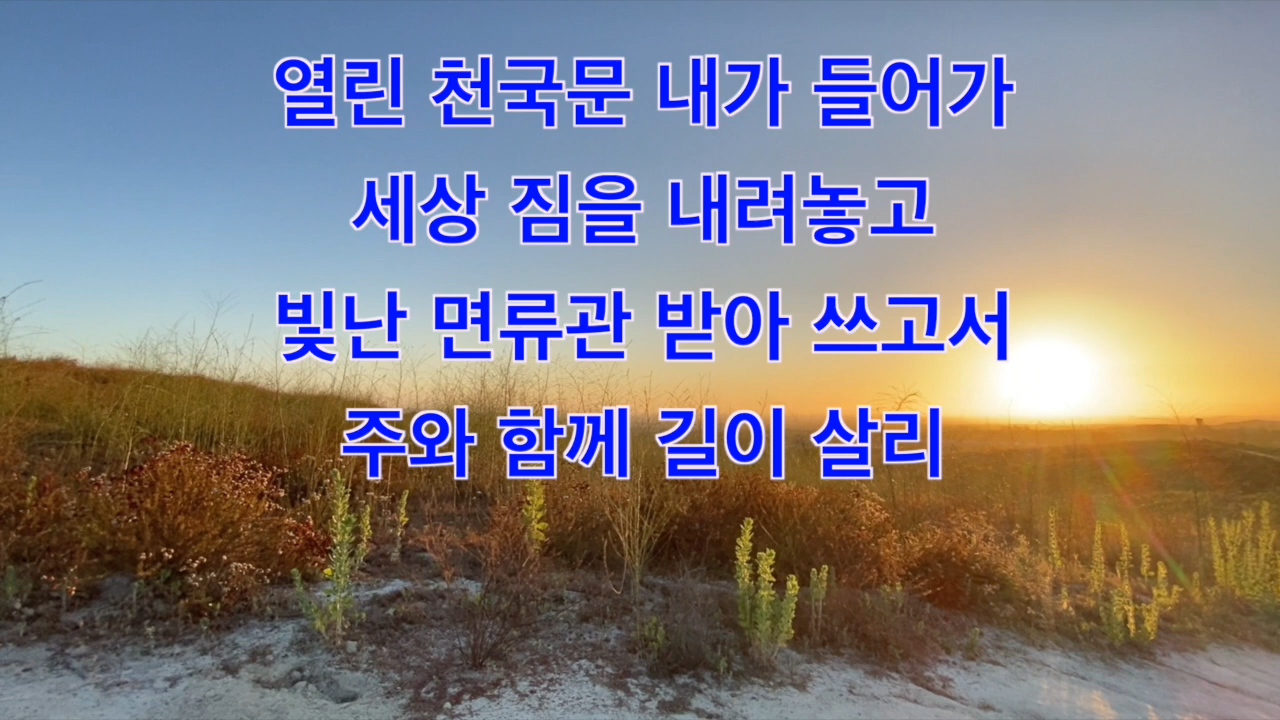 열린 천국문 내가 들어가
세상 짐을 내려놓고
빛난 면류관 받아 쓰고서
주와 함께 길이 살리